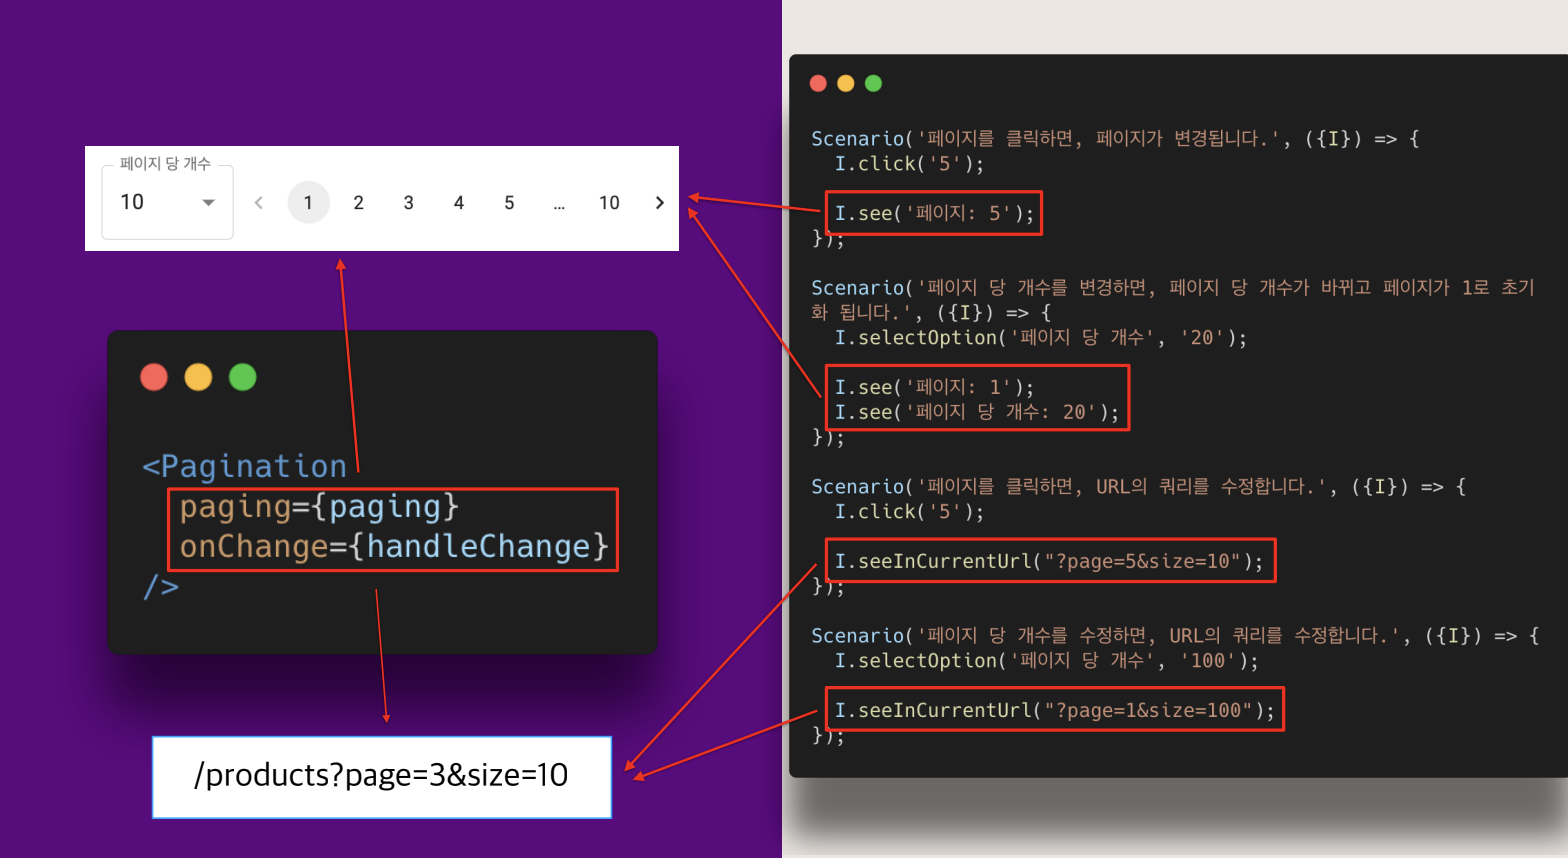 페이지 당 개수
10
1 2 3 4 5 ... 10
<Pagination
paging={paging}
onChange={handleChange}
/>
/products?page=3&size=10
Scenario('페이지를 클릭하면, 페이지가 변경됩니다.', ({I}) => {
I.click('5');
I.see('페이지: 5');
});
Scenario('페이지 당 개수를 변경하면, 페이지 당 개수가 바뀌고 페이지가 1로 초기
화 됩니다.', ({I}) => {
I.selectOption('페이지 당 개수', '20');
I.see('페이지: 1');
I.see('페이지 당 개수: 20');
});
Scenario('페이지를 클릭하면, URL의 쿼리를 수정합니다.', ({I}) => {
I.click('5');
I.seeInCurrentUrl("?page=5&size=10");
});
Scenario('페이지 당 개수를 수정하면, URL의 쿼리를 수정합니다.', ({I}) => {
I.selectOption('페이지 당 개수', '100');
I.seeInCurrentUrl("?page=1&size=100");
});